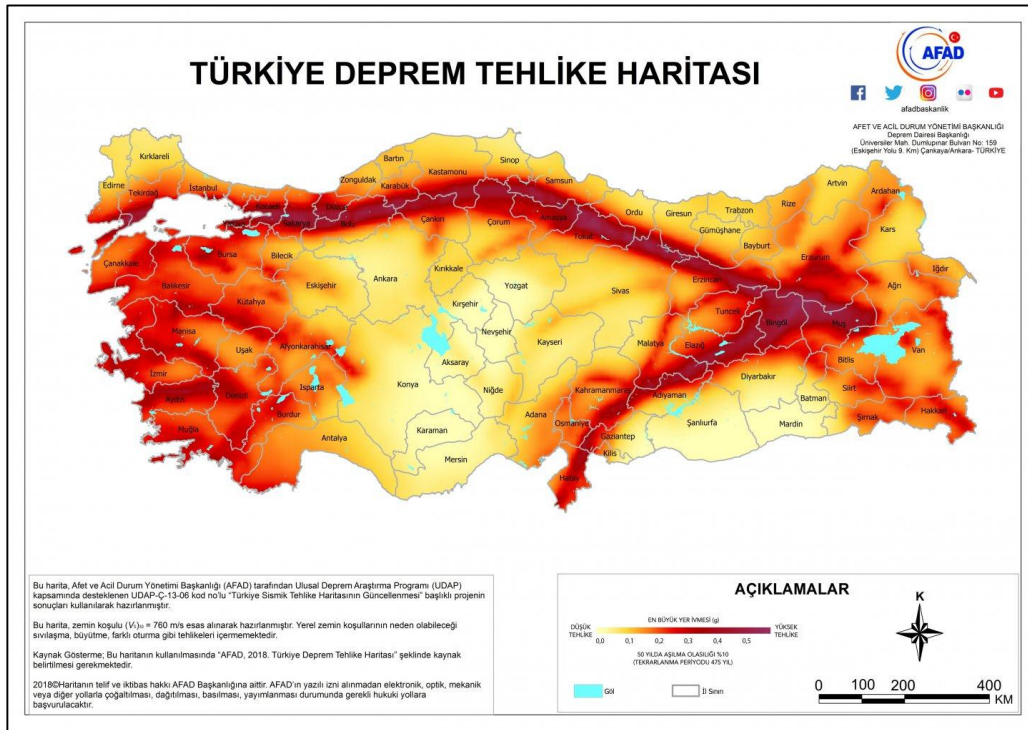 TÜRKİYE DEPREM TEHLİKE HARİTASI
AFAD
afadbaskanlik
AFET VE ACİL DURUM YÖNETİMİ BAŞKANLIĞI
Deprem Dairesi Başkanlığı
Üniversiler Mah. Dumlupınar Bulvarı No: 159
(Eskişehir Yolu 9. Km) Çankaya/Ankara- TÜRKİYE
Kırklareli
Edirne
Tekirdağ
İstanbul
Kocaeli
Sakarya
Düzce
Bolu
Zonguldak
Bartın
Karabük
Kastamonu
Sinop
Samsun
Çankırı
Çorum
Amasya
Tokat
Ordu
Giresun
Trabzon
Gümüşhane
Bayburt
Rize
Artvin
Ardahan
Kars
Erzurum
Iğdır
Ağrı
Çanakkale
Balıkesir
Bursa
Bilecik
Eskişehir
Ankara
Kırıkkale
Yozgat
Sivas
Erzincan
Tunceli
Bingöl
Muş
Kütahya
Kırşehir
Manisa
Uşak
Afyonkarahisar
Nevşehir
Kayseri
Malatya
Elazığ
Bitlis
Van
İzmir
Aksaray
Konya
Niğde
Kahramanmaraş
Adıyaman
Diyarbakır
Batman
Siirt
Aydın
Denizli
Isparta
Burdur
Şırnak
Hakkari
Muğla
Antalya
Karaman
Mersin
Adana
Osmaniye
Gaziantep
Kilis
Şanlıurfa
Mardin
Hatay
Bu harita, Afet ve Acil Durum Yönetimi Başkanlığı (AFAD) tarafından Ulusal Deprem Araştırma Programı (UDAP)
kapsamında desteklenen UDAP-Ç-13-06 kod no'lu "Türkiye Sismik Tehlike Haritasının Güncellenmesi" başlıklı projenin
sonuçları kullanılarak hazırlanmıştır.
Bu harita, zemin koşulu (Vₛ)₃₀ = 760 m/s esas alınarak hazırlanmıştır. Yerel zemin koşullarının neden olabileceği
sıvılaşma, büyütme, farklı oturma gibi tehlikeleri içermemektedir.
Kaynak Gösterme; Bu haritanın kullanılmasında "AFAD, 2018. Türkiye Deprem Tehlike Haritası" şeklinde kaynak
belirtilmesi gerekmektedir.
2018©Haritanın telif ve iktibas hakkı AFAD Başkanlığına aittir. AFAD'ın yazılı izni alınmadan elektronik, optik, mekanik
veya diğer yollarla çoğaltılması, dağıtılması, basılması, yayımlanması durumunda gerekli hukuki yollara
başvurulacaktır.
AÇIKLAMALAR
EN BÜYÜK YER İVMESİ (g)
DÜŞÜK TEHLİKE
0,0 0,1 0,2 0,3 0,4 0,5
YÜKSEK TEHLİKE
50 YILDA AŞILMA OLASILIĞI %10
(TEKRARLANMA PERİYODU 475 YIL)
Göl
İl Sınırı
K
0 100 200 400
KM